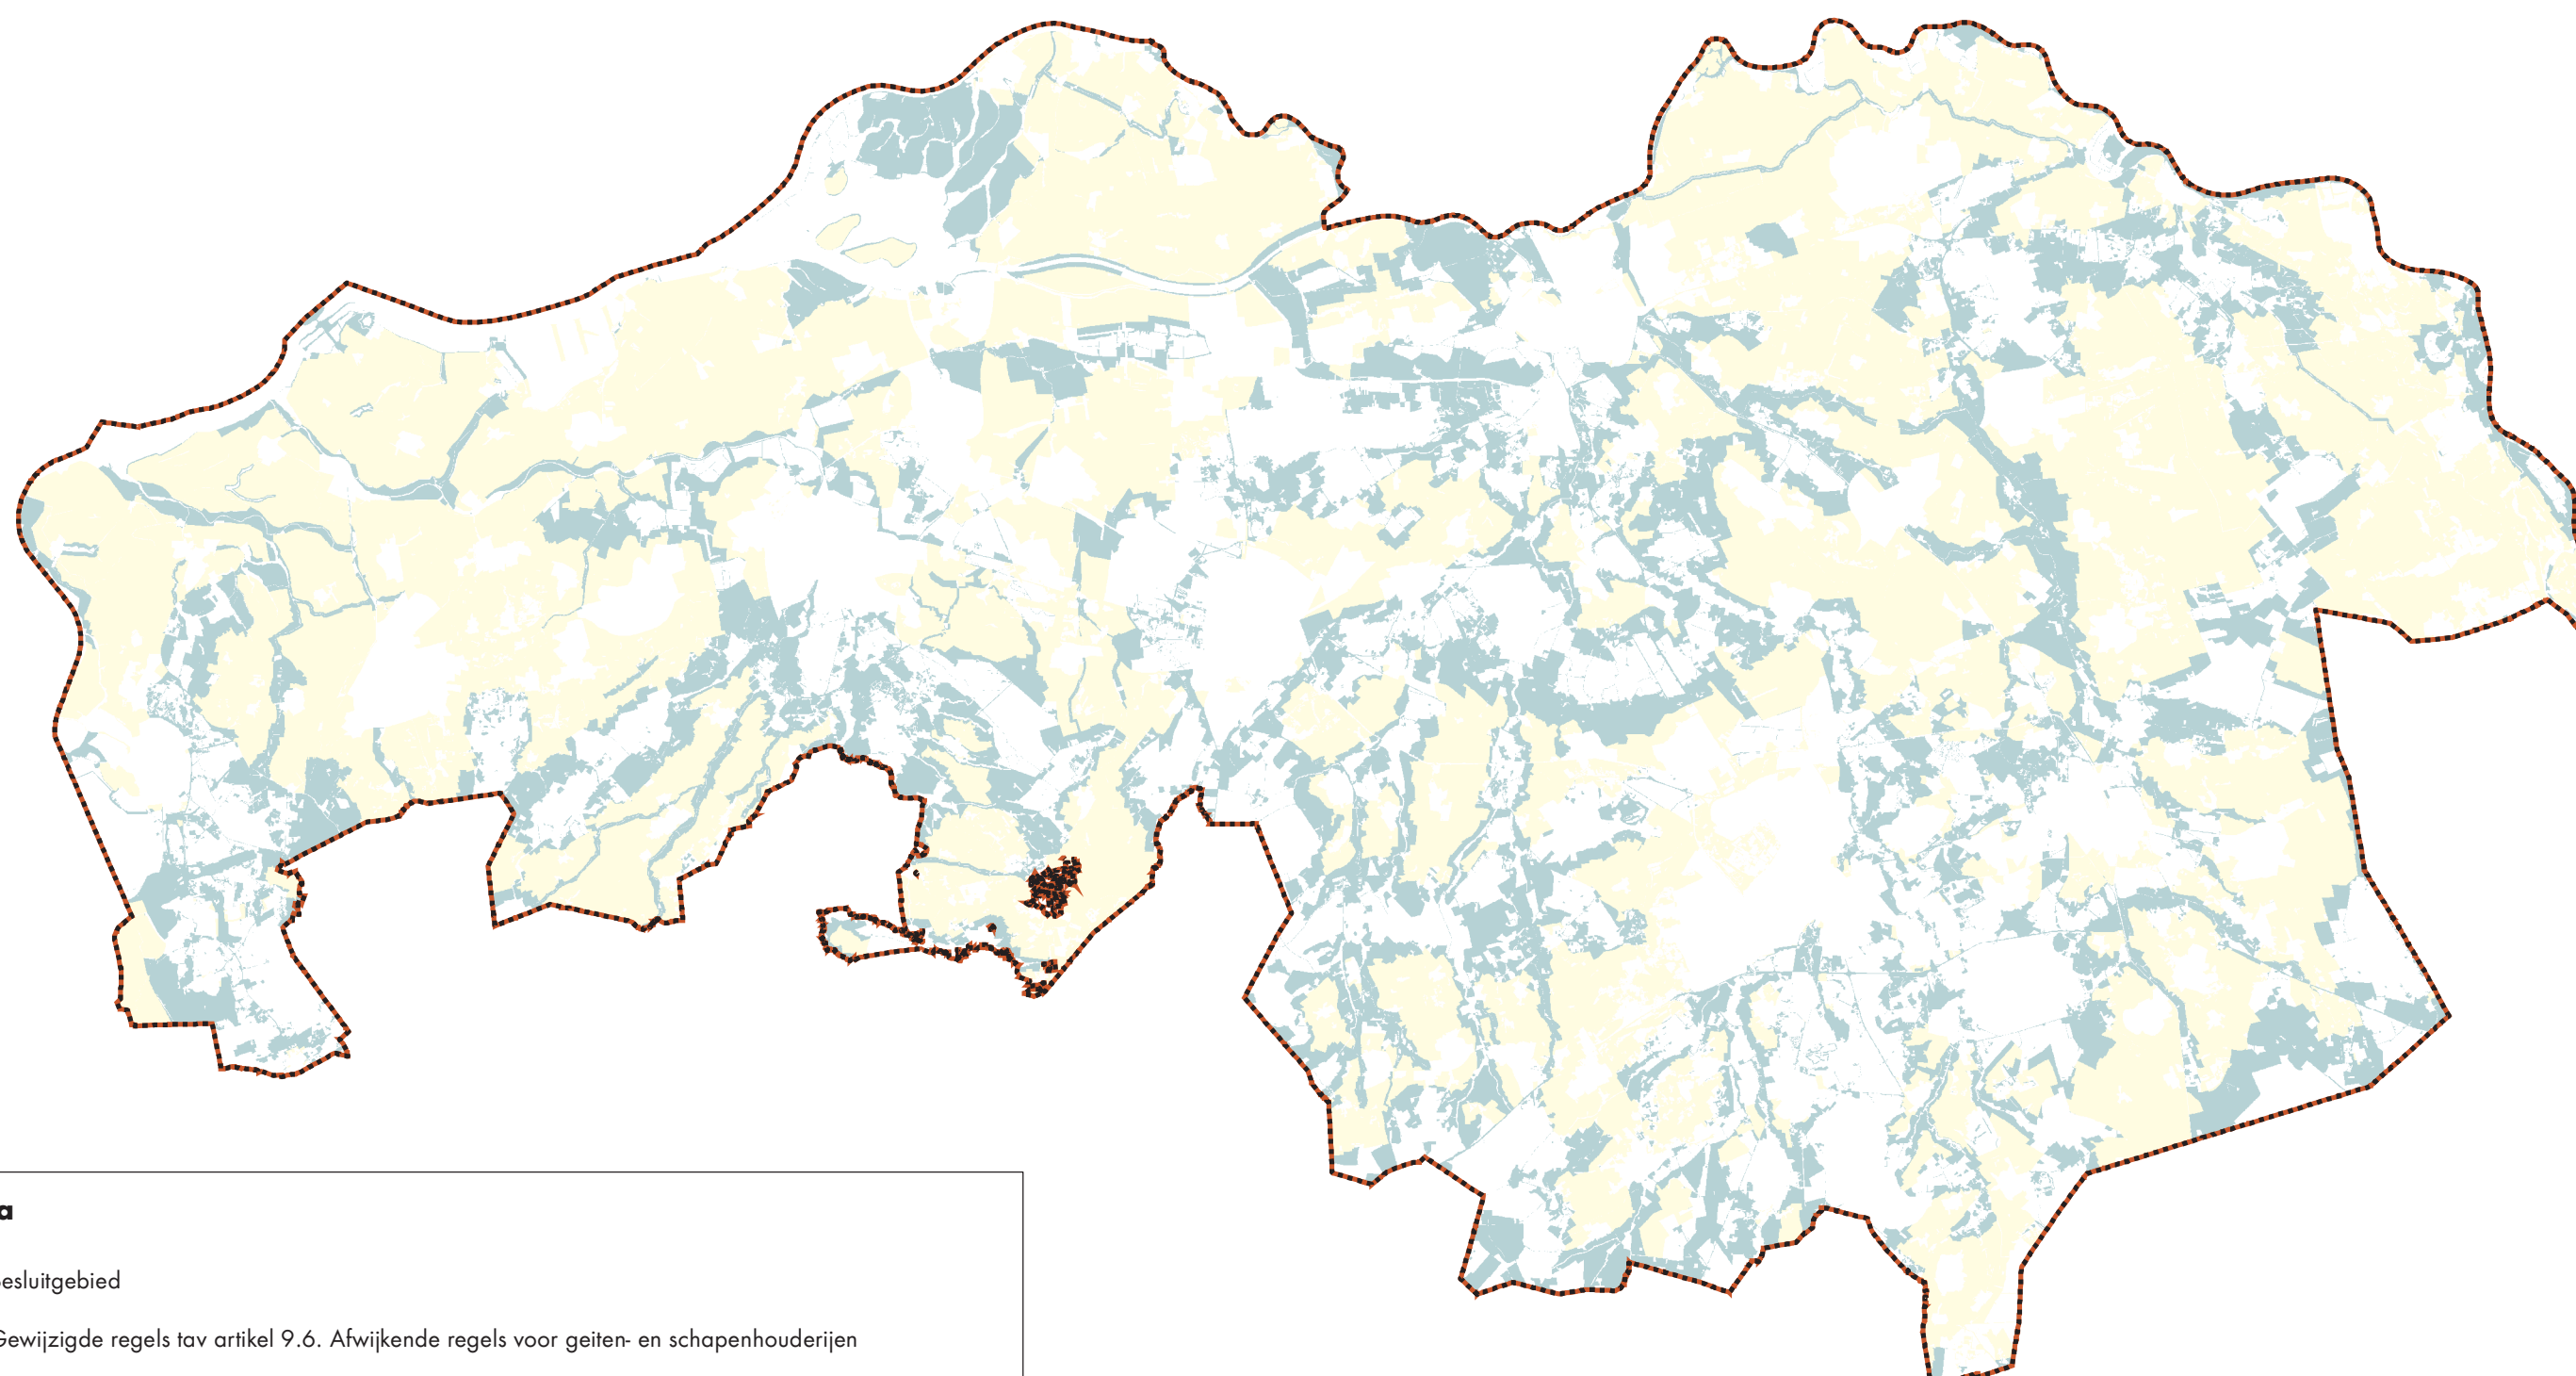 a
esluitgebied
Gewijzigde regels tav artikel 9.6. Afwijkende regels voor geiten- en schapenhouderijen